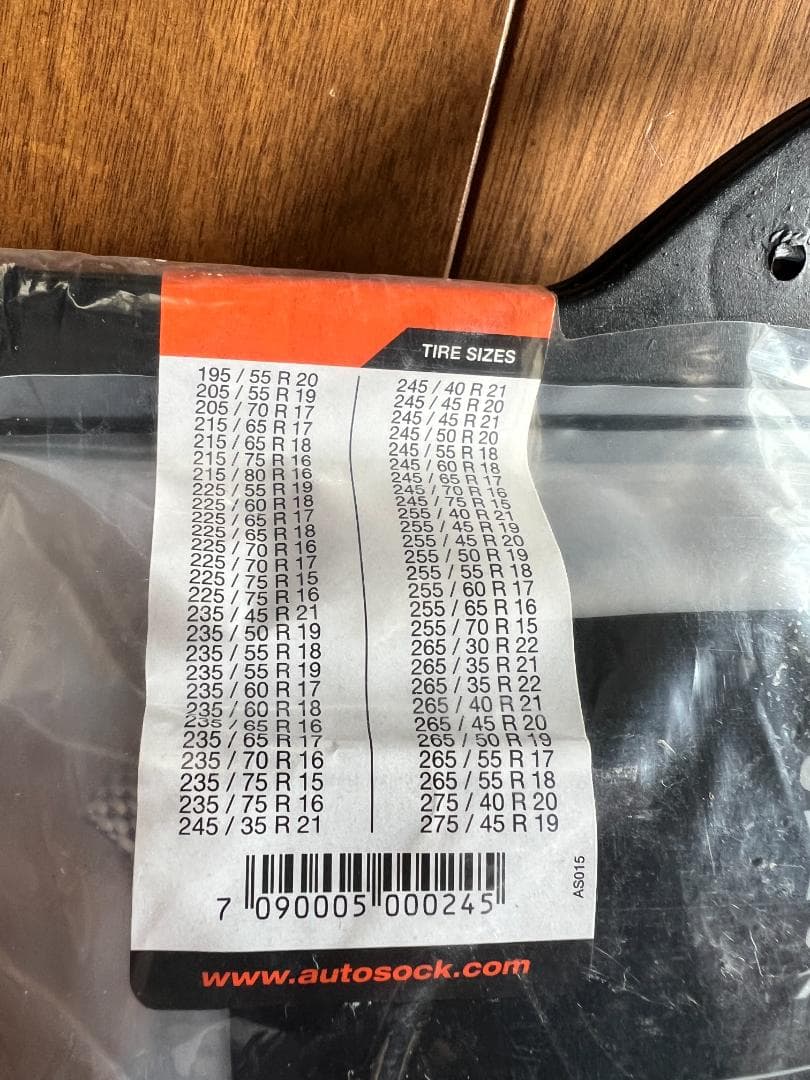 TIRE SIZES
195 / 55 R 20
205 / 55 R 19
205 / 70 R 17
215 / 65 R 17
215 / 65 R 18
215 / 75 R 16
215 / 80 R 16
225 / 55 R 19
225 / 60 R 18
225 / 65 R 17
225 / 65 R 18
225 / 70 R 16
225 / 70 R 17
225 / 75 R 15
225 / 75 R 16
235 / 45 R 21
235 / 50 R 19
235 / 55 R 18
235 / 55 R 19
235 / 60 R 17
235 / 60 R 18
235 / 65 R 16
235 / 65 R 17
235 / 70 R 16
235 / 75 R 15
235 / 75 R 16
245 / 35 R 21
245 / 40 R 21
245 / 45 R 20
245 / 45 R 21
245 / 50 R 20
245 / 55 R 18
245 / 60 R 18
245 / 65 R 17
245 / 70 R 16
245 / 75 R 15
255 / 40 R 21
255 / 45 R 19
255 / 45 R 20
255 / 50 R 19
255 / 55 R 18
255 / 60 R 17
255 / 65 R 16
255 / 70 R 15
265 / 30 R 22
265 / 35 R 21
265 / 35 R 22
265 / 40 R 21
265 / 45 R 20
265 / 50 R 19
265 / 55 R 17
265 / 55 R 18
275 / 40 R 20
275 / 45 R 19
7 090005 000245
AS015
www.autosock.com